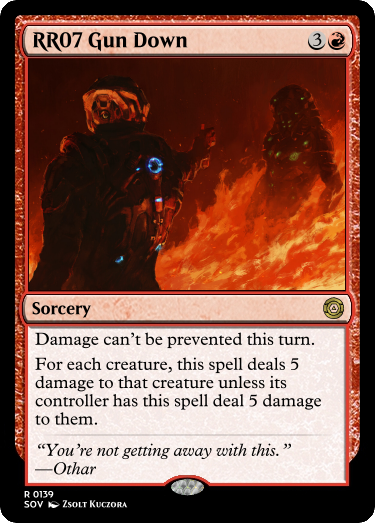 RR07 Gun Down
3
Sorcery
Damage can't be prevented this turn.
For each creature, this spell deals 5
damage to that creature unless its
controller has this spell deal 5 damage
to them.
“You're not getting away with this.”
—Othar
R 0139
SOV Zsolt Kuczora